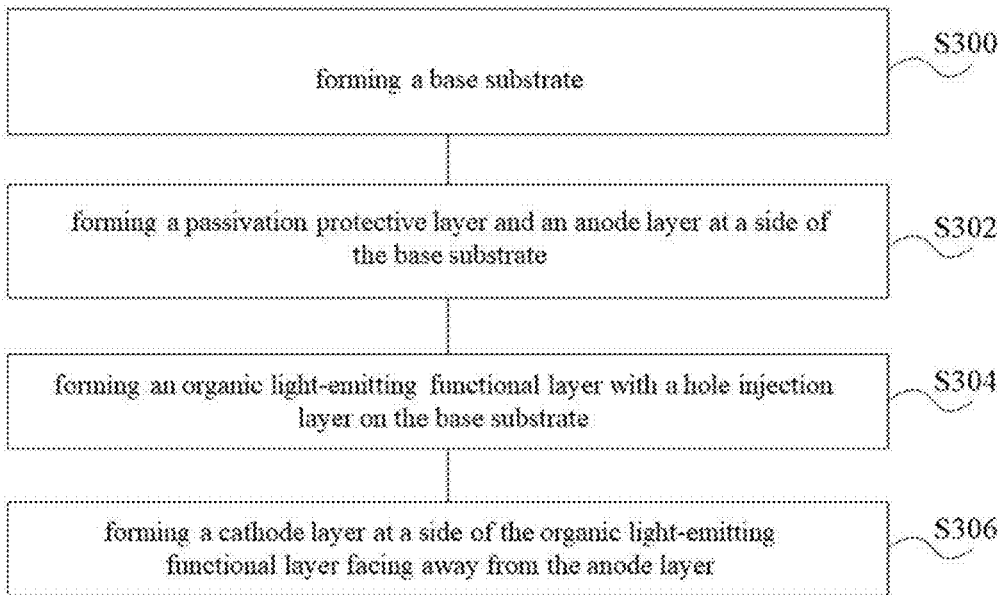 forming a base substrate
S300
forming a passivation protective layer and an anode layer at a side of
the base substrate
S302
forming an organic light-emitting functional layer with a hole injection
layer on the base substrate
S304
forming a cathode layer at a side of the organic light-emitting
functional layer facing away from the anode layer
S306